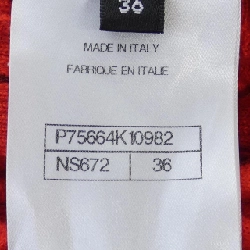 36
MADE IN ITALY
FABRIQUE EN ITALIE
P75664K10982
NS672 36